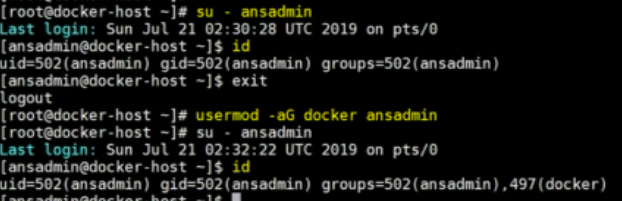 [root@docker-host ~]# su - ansadmin
Last login: Sun Jul 21 02:30:28 UTC 2019 on pts/0
[ansadmin@docker-host ~]$ id
uid=502(ansadmin) gid=502(ansadmin) groups=502(ansadmin)
[ansadmin@docker-host ~]$ exit
logout
[root@docker-host ~]# usermod -aG docker ansadmin
[root@docker-host ~]# su - ansadmin
Last login: Sun Jul 21 02:32:22 UTC 2019 on pts/0
[ansadmin@docker-host ~]$ id
uid=502(ansadmin) gid=502(ansadmin) groups=502(ansadmin),497(docker)
[ansadmin@docker-host ~]$